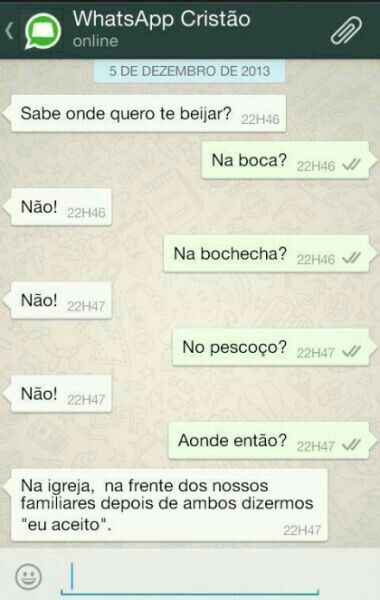 WhatsApp Cristão
online
5 DE DEZEMBRO DE 2013
Sabe onde quero te beijar? 22H46
Na boca? 22H46
Não! 22H46
Na bochecha? 22H46
Não! 22H47
No pescoço? 22H47
Não! 22H47
Aonde então? 22H47
Na igreja, na frente dos nossos
familiares depois de ambos dizermos
"eu aceito".
22H47